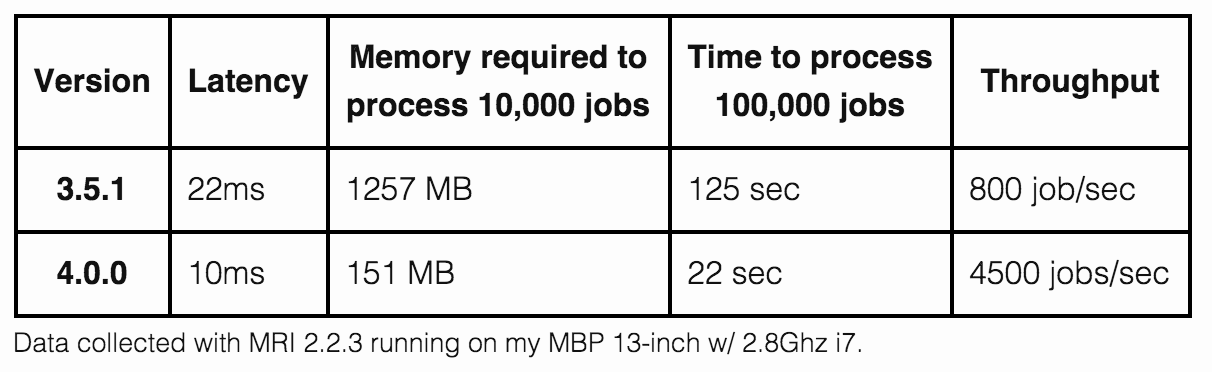 Version Latency Memory required to process 10,000 jobs Time to process 100,000 jobs Throughput
3.5.1 22ms 1257 MB 125 sec 800 job/sec
4.0.0 10ms 151 MB 22 sec 4500 jobs/sec
Data collected with MRI 2.2.3 running on my MBP 13-inch w/ 2.8Ghz i7.